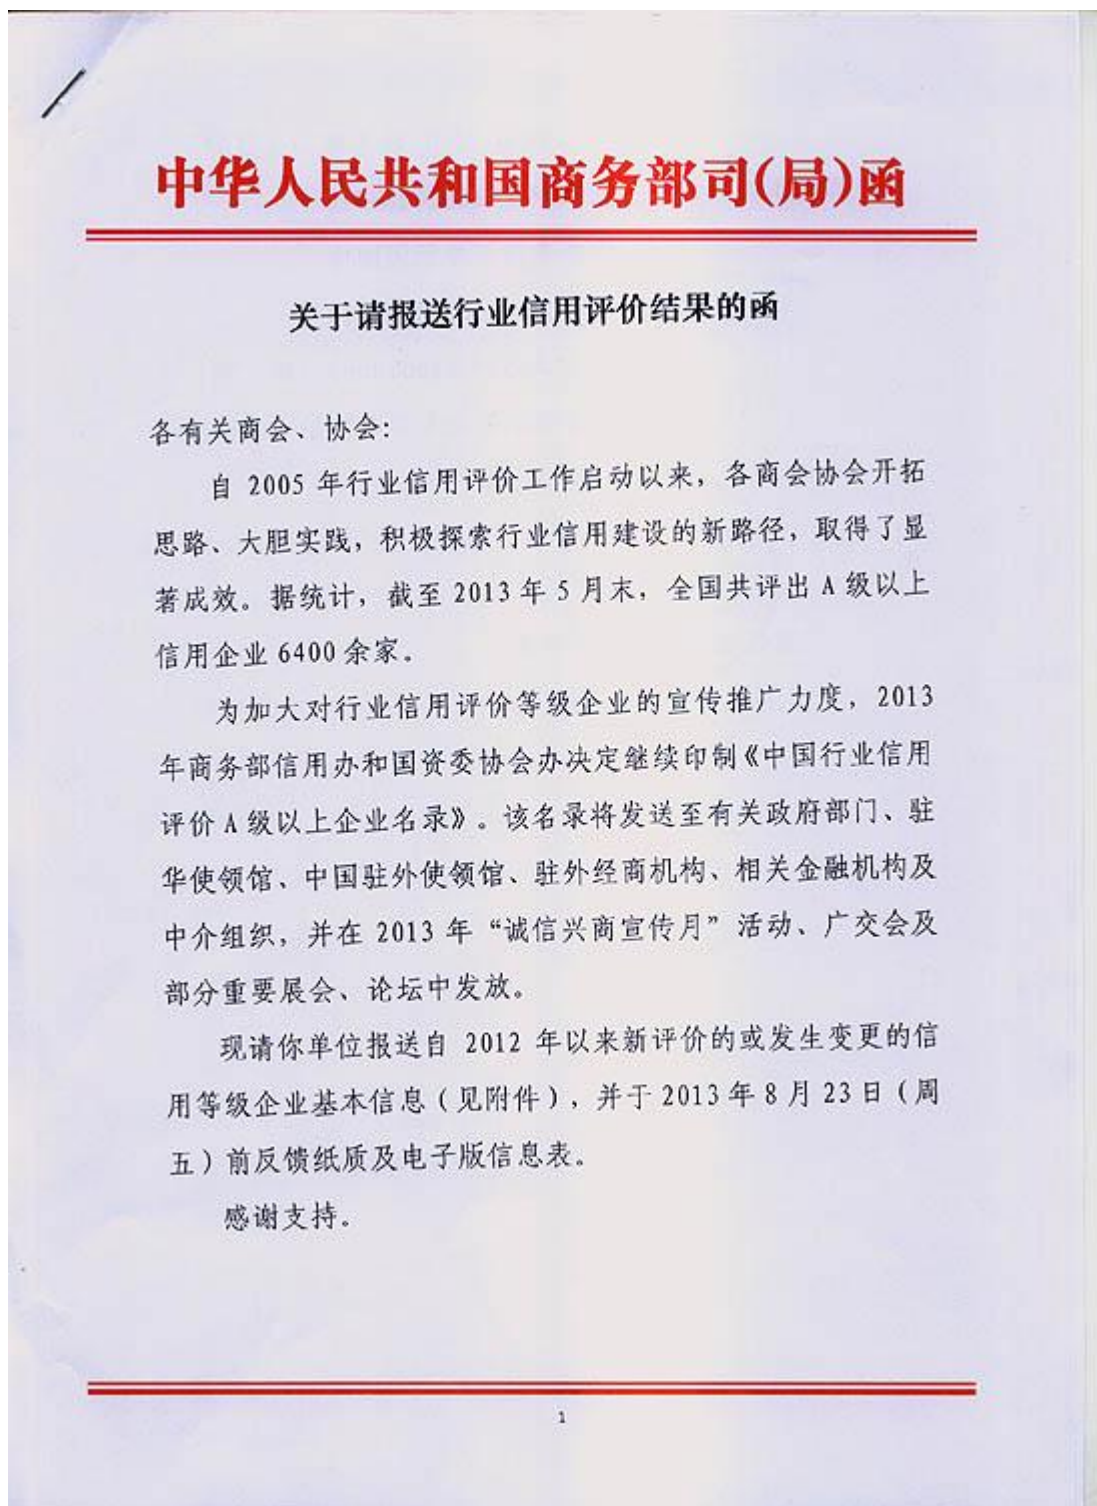 中华人民共和国商务部司(局)函
关于请报送行业信用评价结果的函
各有关商会、协会:
自 2005 年行业信用评价工作启动以来，各商会协会开拓
思路、大胆实践，积极探索行业信用建设的新路径，取得了显
著成效。据统计，截至 2013 年 5 月末，全国共评出 A 级以上
信用企业 6400 余家。
为加大对行业信用评价等级企业的宣传推广力度，2013
年商务部信用办和国资委协会办决定继续印制《中国行业信用
评价 A 级以上企业名录》。该名录将发送至有关政府部门、驻
华使领馆、中国驻外使领馆、驻外经商机构、相关金融机构及
中介组织，并在 2013 年“诚信兴商宣传月”活动、广交会及
部分重要展会、论坛中发放。
现请你单位报送自 2012 年以来新评价的或发生变更的信
用等级企业基本信息（见附件），并于 2013 年 8 月 23 日（周
五）前反馈纸质及电子版信息表。
感谢支持。
1